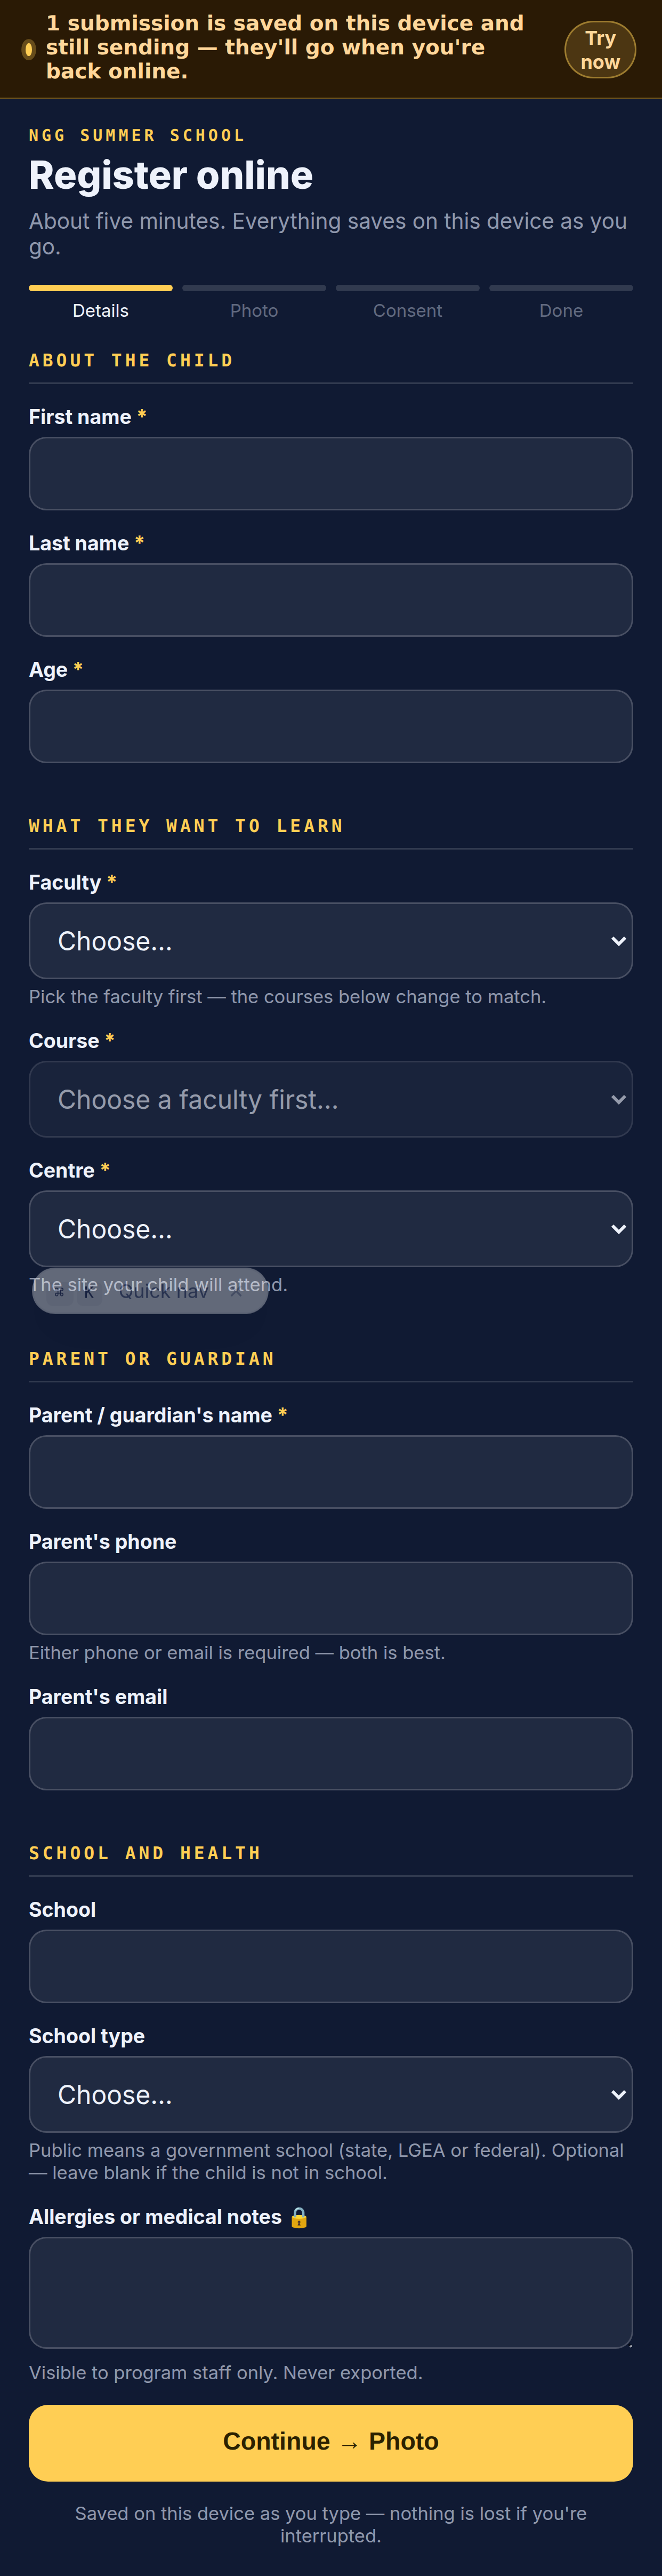 1 submission is saved on this device and
still sending — they'll go when you're
back online.
Try
now
NGG SUMMER SCHOOL
Register online
About five minutes. Everything saves on this device as you
go.
Details
Photo
Consent
Done
ABOUT THE CHILD
First name *
Last name *
Age *
WHAT THEY WANT TO LEARN
Faculty *
Choose...
Pick the faculty first — the courses below change to match.
Course *
Choose a faculty first...
Centre *
Choose...
The site your child will attend.
⌘ K Quick nav ×
PARENT OR GUARDIAN
Parent / guardian's name *
Parent's phone
Either phone or email is required — both is best.
Parent's email
SCHOOL AND HEALTH
School
School type
Choose...
Public means a government school (state, LGEA or federal). Optional
— leave blank if the child is not in school.
Allergies or medical notes 🔒
Visible to program staff only. Never exported.
Continue → Photo
Saved on this device as you type — nothing is lost if you're
interrupted.